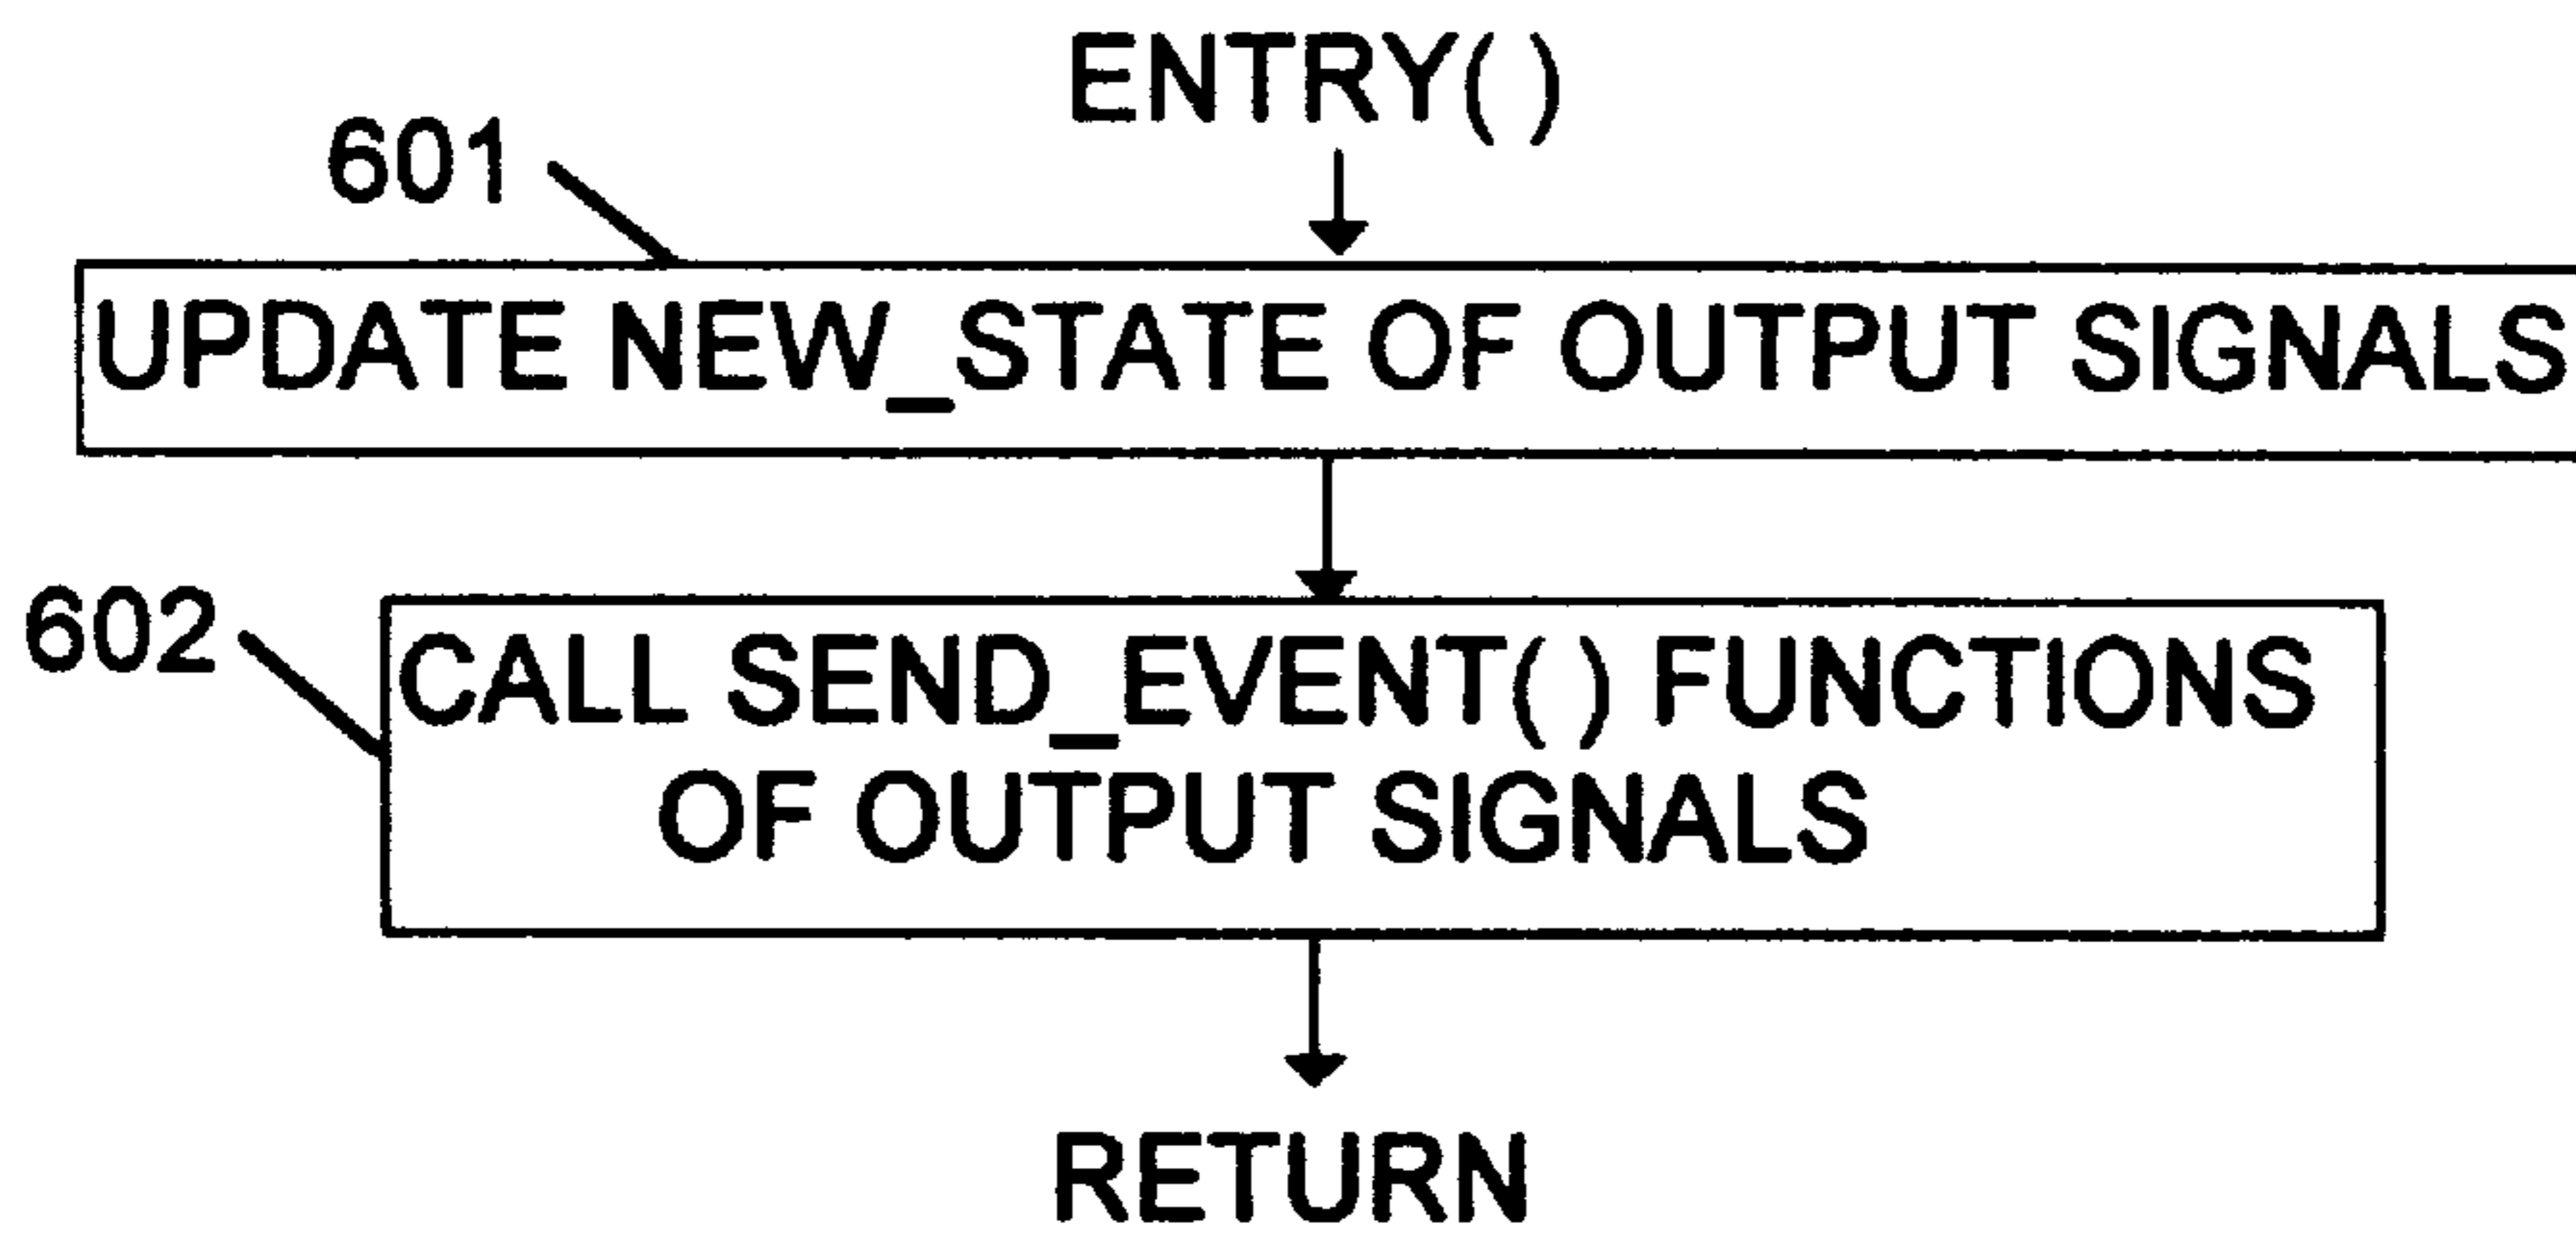 ENTRY( )
601
UPDATE NEW_STATE OF OUTPUT SIGNALS
602
CALL SEND_EVENT( ) FUNCTIONS
OF OUTPUT SIGNALS
RETURN